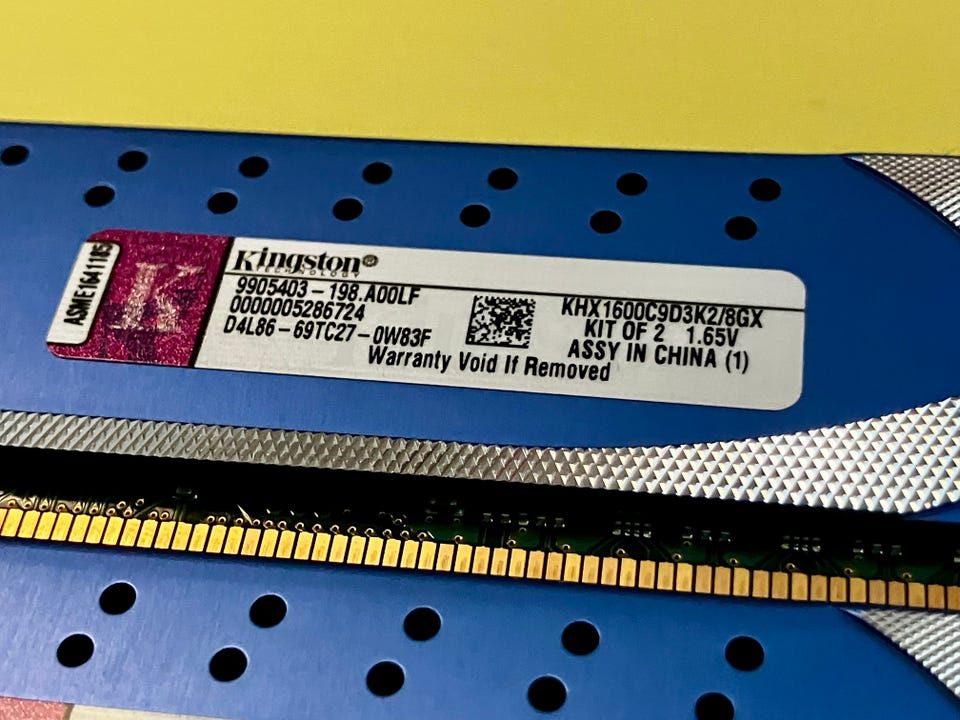 ASME1641185
K
Kingston®
TECHNOLOGY
9905403-198.A00LF
0000005286724
D4L86-69TC27-0W83F
KHX1600C9D3K2/8GX
KIT OF 2 1.65V
ASSY IN CHINA (1)
Warranty Void If Removed